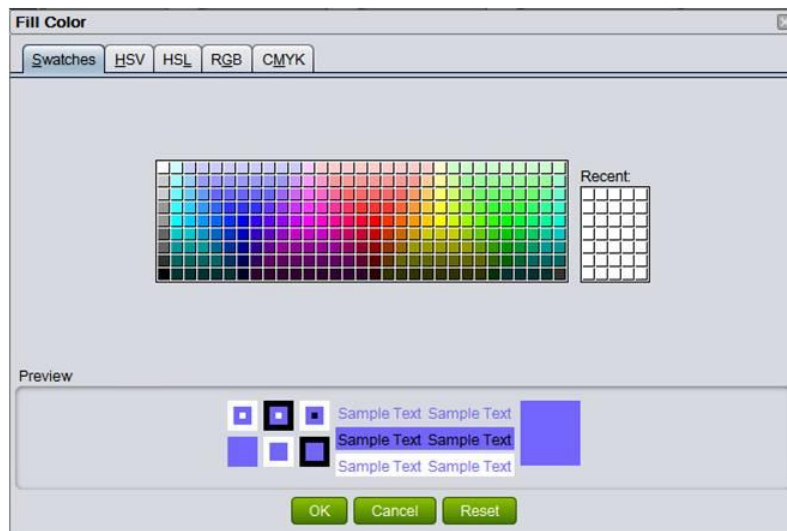 Fill Color
Swatches HSV HSL RGB CMYK
Recent:
Preview
Sample Text Sample Text
Sample Text Sample Text
Sample Text Sample Text
OK Cancel Reset